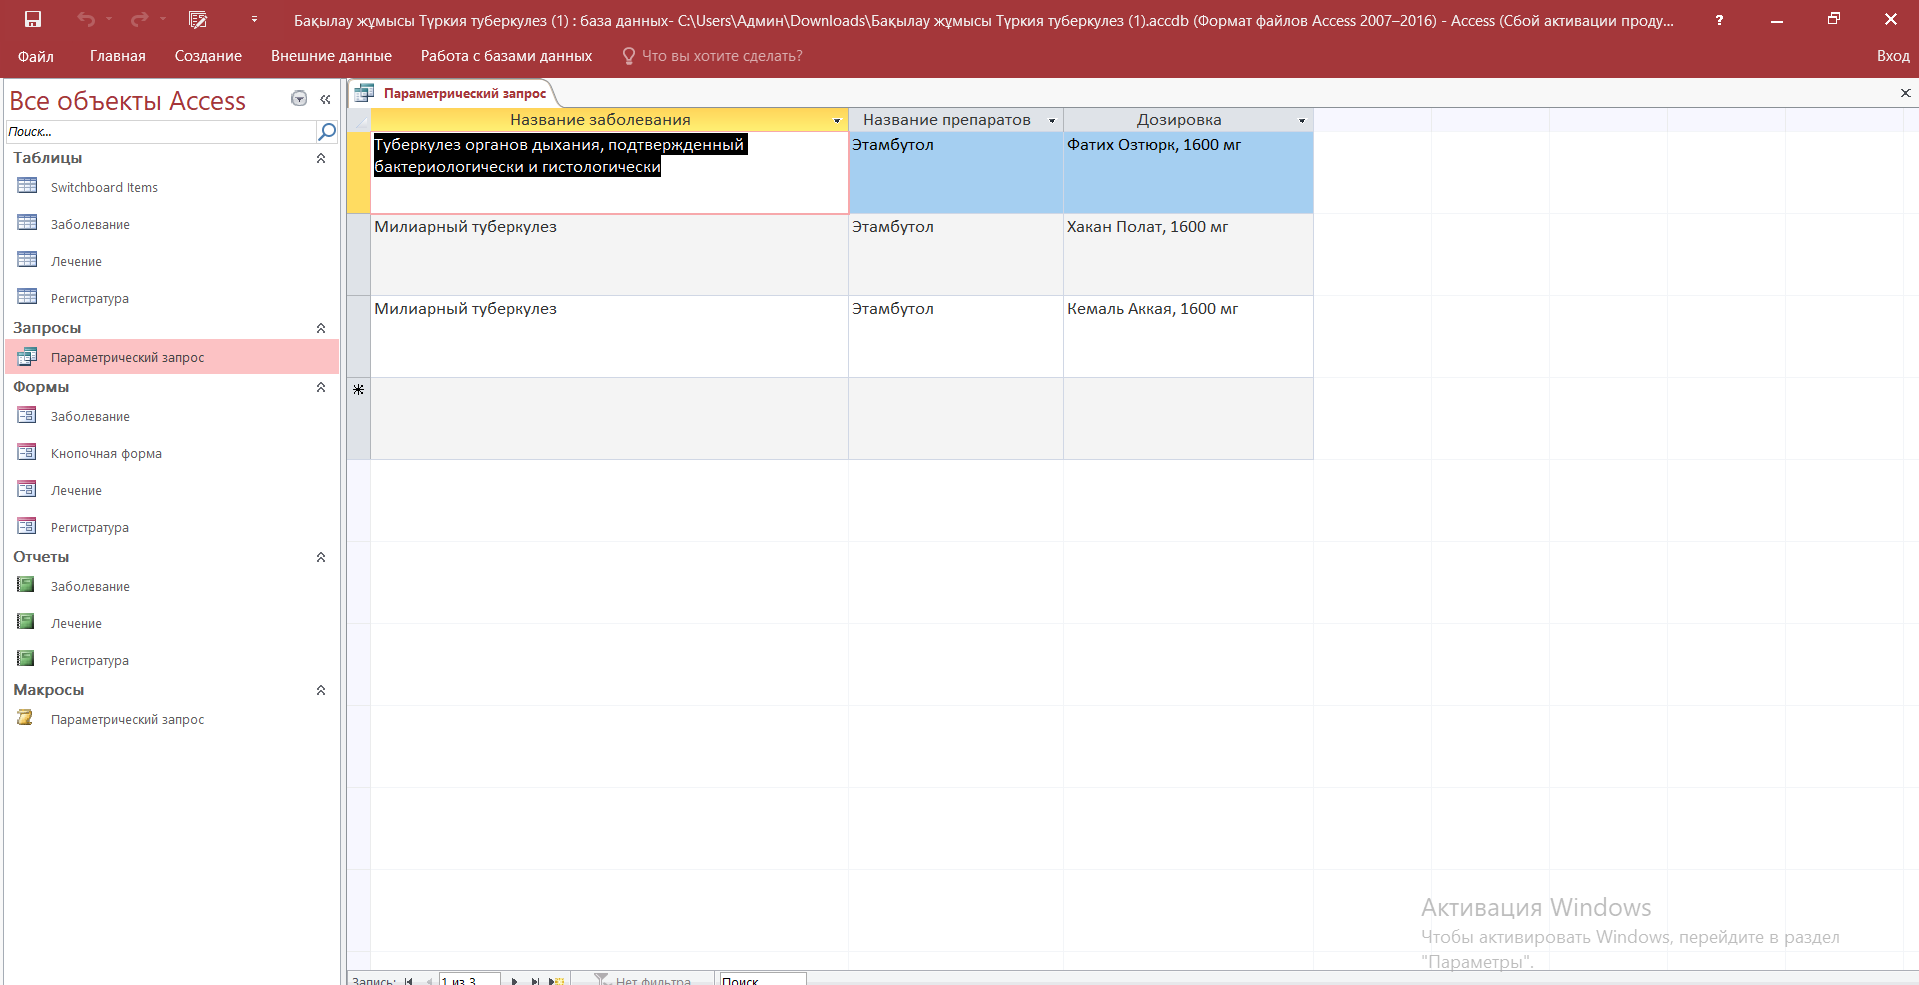 Бақылау жұмысы Туркия туберкулез (1) : база данных- C:\Users\Админ\Downloads\Бақылау жұмысы Туркия туберкулез (1).accdb (Формат файлов Access 2007–2016) - Access (Сбой активации проду...
?
Файл Главная Создание Внешние данные Работа с базами данных Что вы хотите сделать? Вход
Все объекты Access
Поиск...
Таблицы
Switchboard Items
Заболевание
Лечение
Регистратура
Запросы
Параметрический запрос
Формы
Заболевание
Кнопочная форма
Лечение
Регистратура
Отчеты
Заболевание
Лечение
Регистратура
Макросы
Параметрический запрос
Параметрический запрос
Название заболевания Название препаратов Дозировка
Туберкулез органов дыхания, подтвержденный Этамбутол Фатих Озтюрк, 1600 мг
бактериологически и гистологически
Милиарный туберкулез Этамбутол Хакан Полат, 1600 мг
Милиарный туберкулез Этамбутол Кемаль Аккая, 1600 мг
Активация Windows
Чтобы активировать Windows, перейдите в раздел
"Параметры".
Запись: 1 из 3 Нет фильтра Поиск